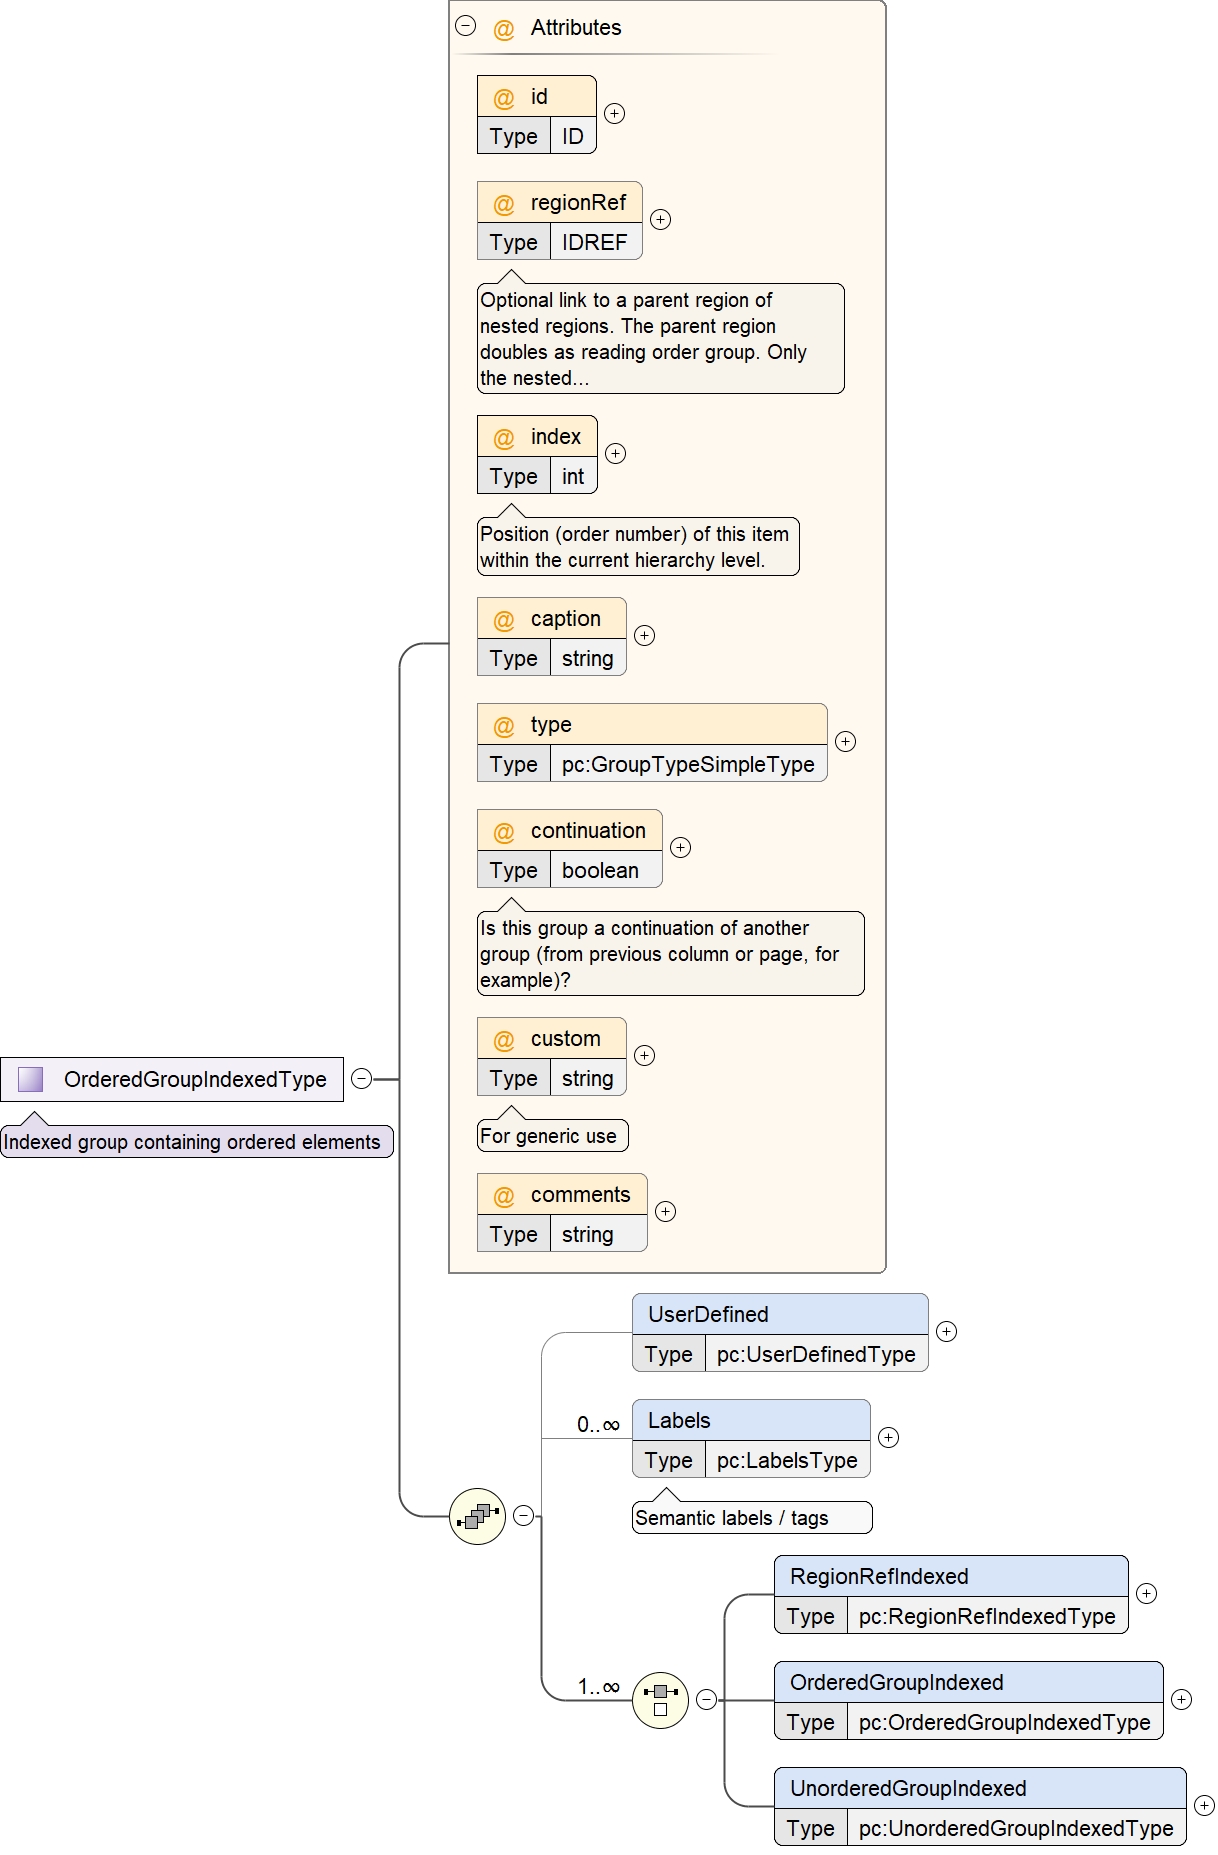 @ Attributes
@ id
Type ID
@ regionRef
Type IDREF
Optional link to a parent region of
nested regions. The parent region
doubles as reading order group. Only
the nested...
@ index
Type int
Position (order number) of this item
within the current hierarchy level.
@ caption
Type string
@ type
Type pc:GroupTypeSimpleType
@ continuation
Type boolean
Is this group a continuation of another
group (from previous column or page, for
example)?
@ custom
Type string
For generic use
@ comments
Type string
OrderedGroupIndexedType
Indexed group containing ordered elements
UserDefined
Type pc:UserDefinedType
0..∞
Labels
Type pc:LabelsType
Semantic labels / tags
1..∞
RegionRefIndexed
Type pc:RegionRefIndexedType
OrderedGroupIndexed
Type pc:OrderedGroupIndexedType
UnorderedGroupIndexed
Type pc:UnorderedGroupIndexedType